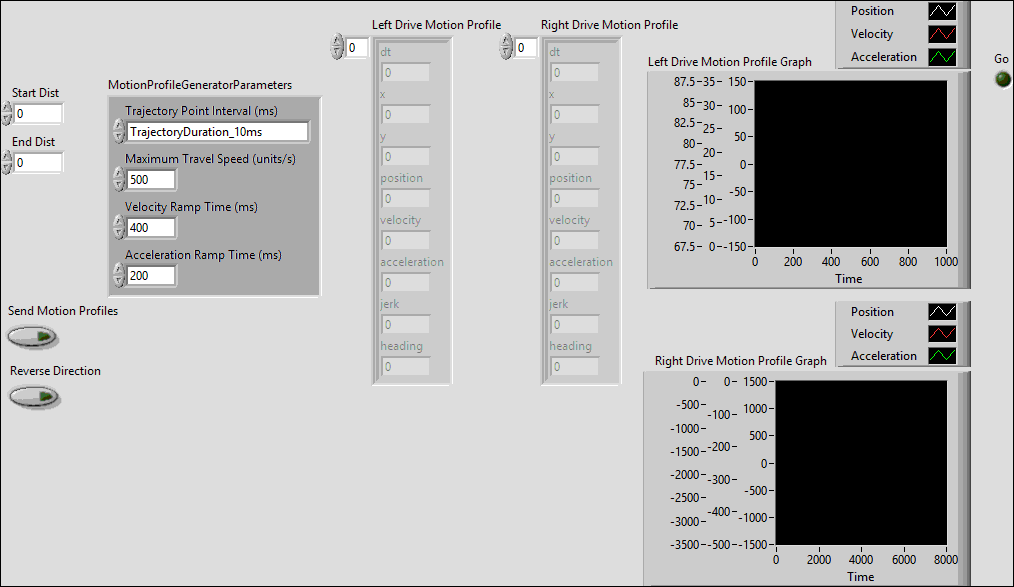 Start Dist
0
End Dist
0
MotionProfileGeneratorParameters
Trajectory Point Interval (ms)
TrajectoryDuration_10ms
Maximum Travel Speed (units/s)
500
Velocity Ramp Time (ms)
400
Acceleration Ramp Time (ms)
200
Send Motion Profiles
Reverse Direction
Left Drive Motion Profile
0
dt
0
x
0
y
0
position
0
velocity
0
acceleration
0
jerk
0
heading
0
Right Drive Motion Profile
0
dt
0
x
0
y
0
position
0
velocity
0
acceleration
0
jerk
0
heading
0
Position
Velocity
Acceleration
Left Drive Motion Profile Graph
87.5 35 150
85 30 100
82.5 25 50
80 20 0
77.5 15 -50
75 10 -100
72.5 5 -150
70 0
67.5
0 200 400 600 800 1000
Time
Go
Position
Velocity
Acceleration
Right Drive Motion Profile Graph
0 0 1500
-500 -100 1000
-1000 -200 500
-1500 -300 0
-2000 -400 -500
-2500 -500 -1000
-3000 -1500
-3500
0 2000 4000 6000 8000
Time